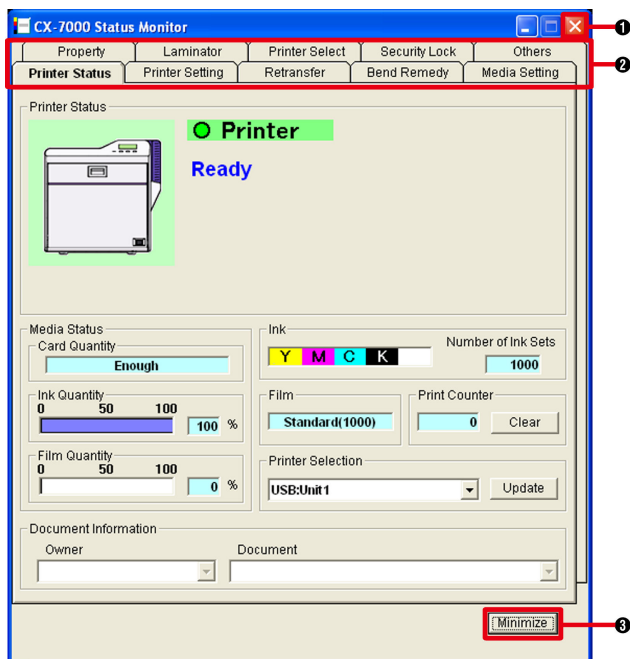 CX-7000 Status Monitor
❶
Property Laminator Printer Select Security Lock Others
❷
Printer Status Printer Setting Retransfer Bend Remedy Media Setting
Printer Status
Printer
Ready
Media Status
Card Quantity
Enough
Ink
Y M C K
Number of Ink Sets
1000
Ink Quantity
0 50 100
100 %
Film
Standard(1000)
Print Counter
0 Clear
Film Quantity
0 50 100
0 %
Printer Selection
USB:Unit1 Update
Document Information
Owner Document
Minimize
❸